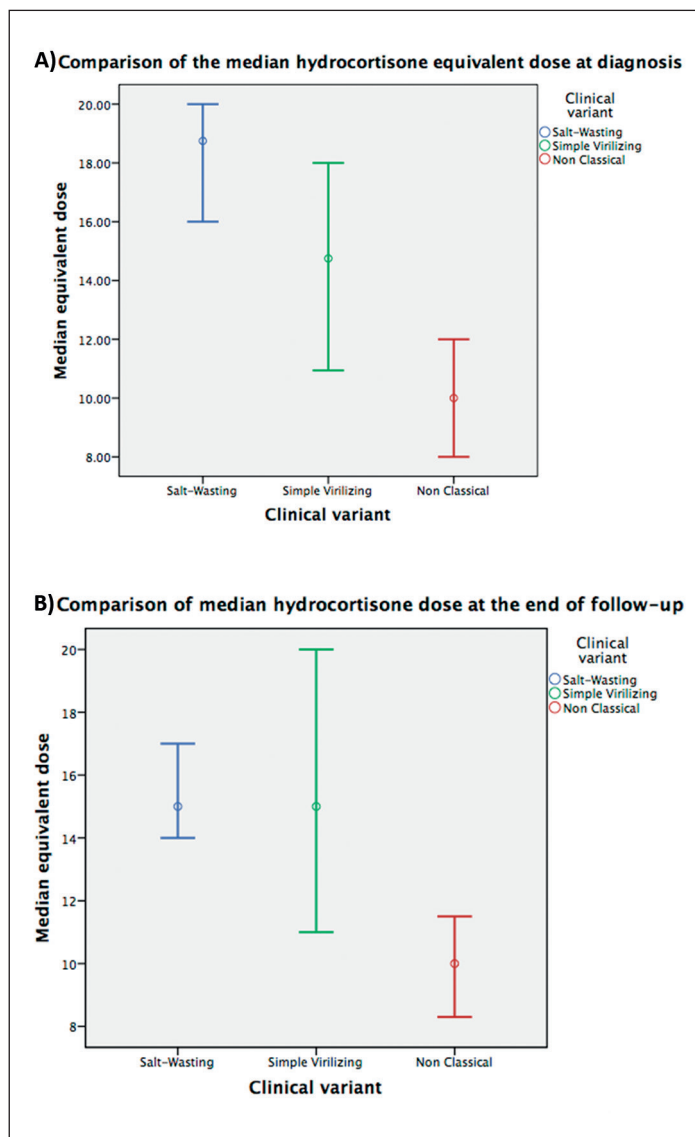 A) Comparison of the median hydrocortisone equivalent dose at diagnosis
Clinical
variant
Salt-Wasting
Simple Virilizing
Non Classical
Median equivalent dose
20.00
18.00
16.00
14.00
12.00
10.00
8.00
Salt-Wasting Simple Virilizing Non Classical
Clinical variant
B) Comparison of median hydrocortisone dose at the end of follow-up
Clinical
variant
Salt-Wasting
Simple Virilizing
Non Classical
Median equivalent dose
20
18
16
14
12
10
8
Salt-Wasting Simple Virilizing Non Classical
Clinical variant